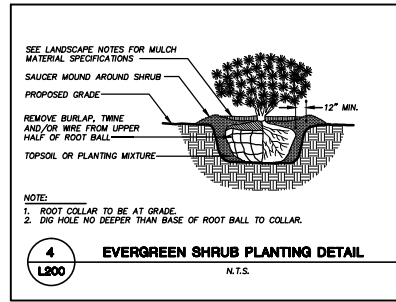 SEE LANDSCAPE NOTES FOR MULCH
MATERIAL SPECIFICATIONS
SAUCER MOUND AROUND SHRUB
PROPOSED GRADE
12" MIN.
REMOVE BURLAP, TWINE
AND/OR WIRE FROM UPPER
HALF OF ROOT BALL
TOPSOIL OR PLANTING MIXTURE
NOTE:
1. ROOT COLLAR TO BE AT GRADE.
2. DIG HOLE NO DEEPER THAN BASE OF ROOT BALL TO COLLAR.
4
L200
EVERGREEN SHRUB PLANTING DETAIL
N.T.S.